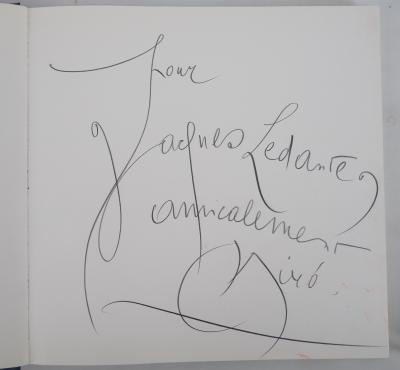 Pour
Jacques Ledante
amicalement
Miró.